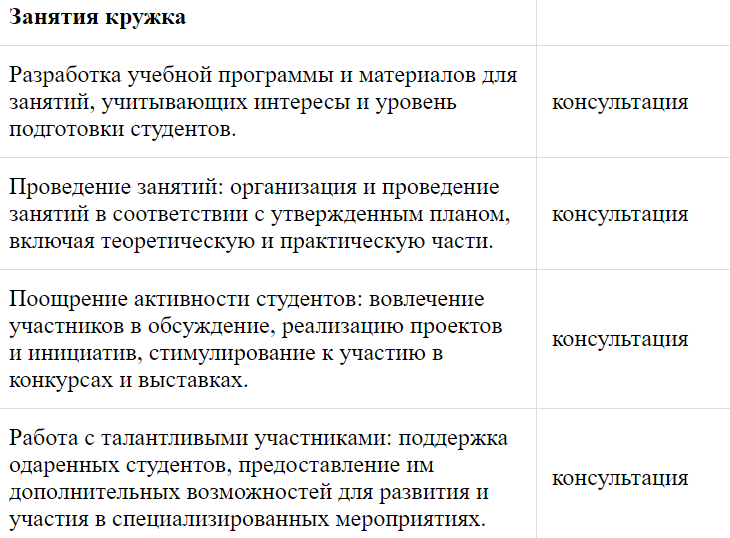 Занятия кружка
Разработка учебной программы и материалов для
занятий, учитывающих интересы и уровень
подготовки студентов.
консультация
Проведение занятий: организация и проведение
занятий в соответствии с утвержденным планом,
включая теоретическую и практическую части.
консультация
Поощрение активности студентов: вовлечение
участников в обсуждение, реализацию проектов
и инициатив, стимулирование к участию в
конкурсах и выставках.
консультация
Работа с талантливыми участниками: поддержка
одаренных студентов, предоставление им
дополнительных возможностей для развития и
участия в специализированных мероприятиях.
консультация